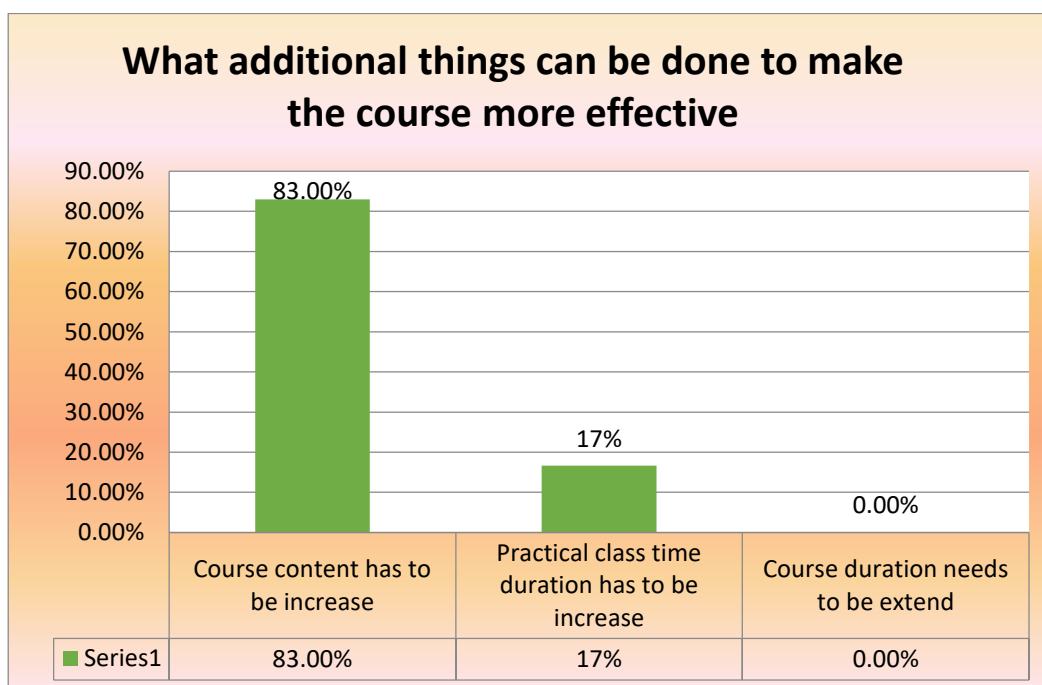 What additional things can be done to make
the course more effective
90.00%
80.00%
70.00%
60.00%
50.00%
40.00%
30.00%
20.00%
10.00%
0.00%
83.00%
17%
0.00%
Course content has to
be increase
Practical class time
duration has to be
increase
Course duration needs
to be extend
Series1
83.00%
17%
0.00%